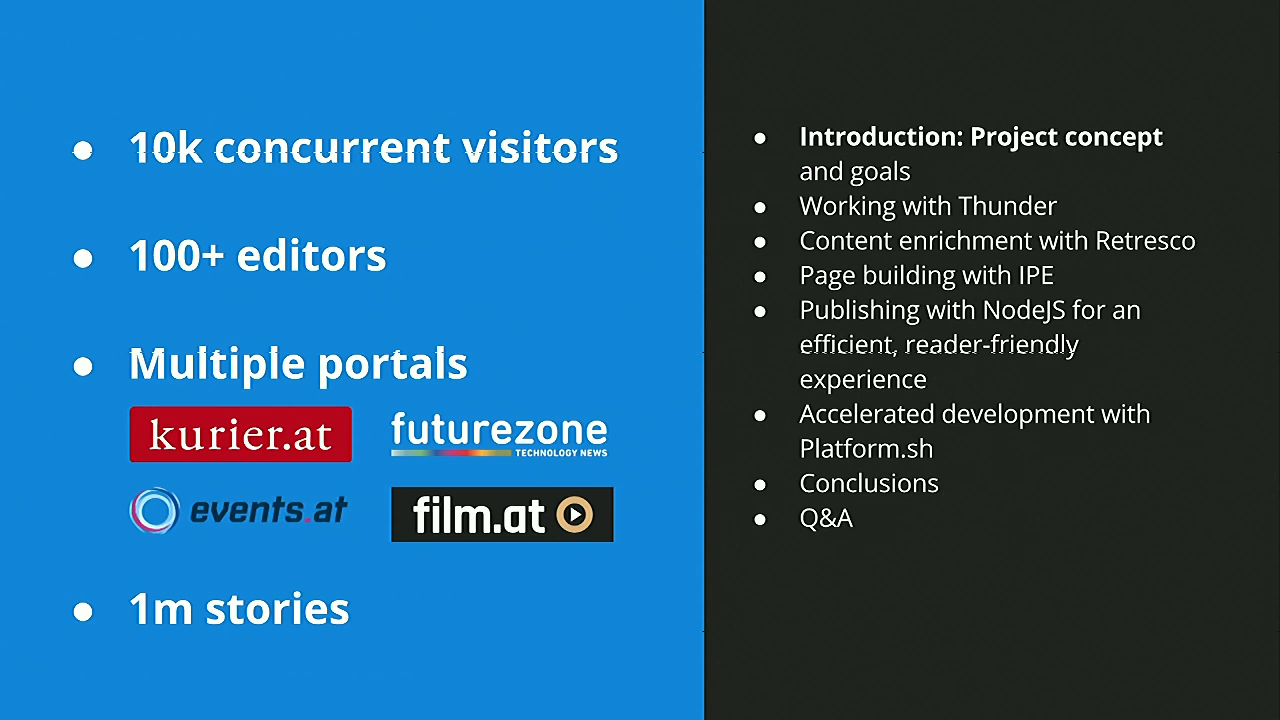 ● 10k concurrent visitors
● 100+ editors
● Multiple portals
kurier.at
futurezone
TECHNOLOGY NEWS
events.at
film.at
● 1m stories
● Introduction: Project concept
and goals
● Working with Thunder
● Content enrichment with Retresco
● Page building with IPE
● Publishing with NodeJS for an
efficient, reader-friendly
experience
● Accelerated development with
Platform.sh
● Conclusions
● Q&A